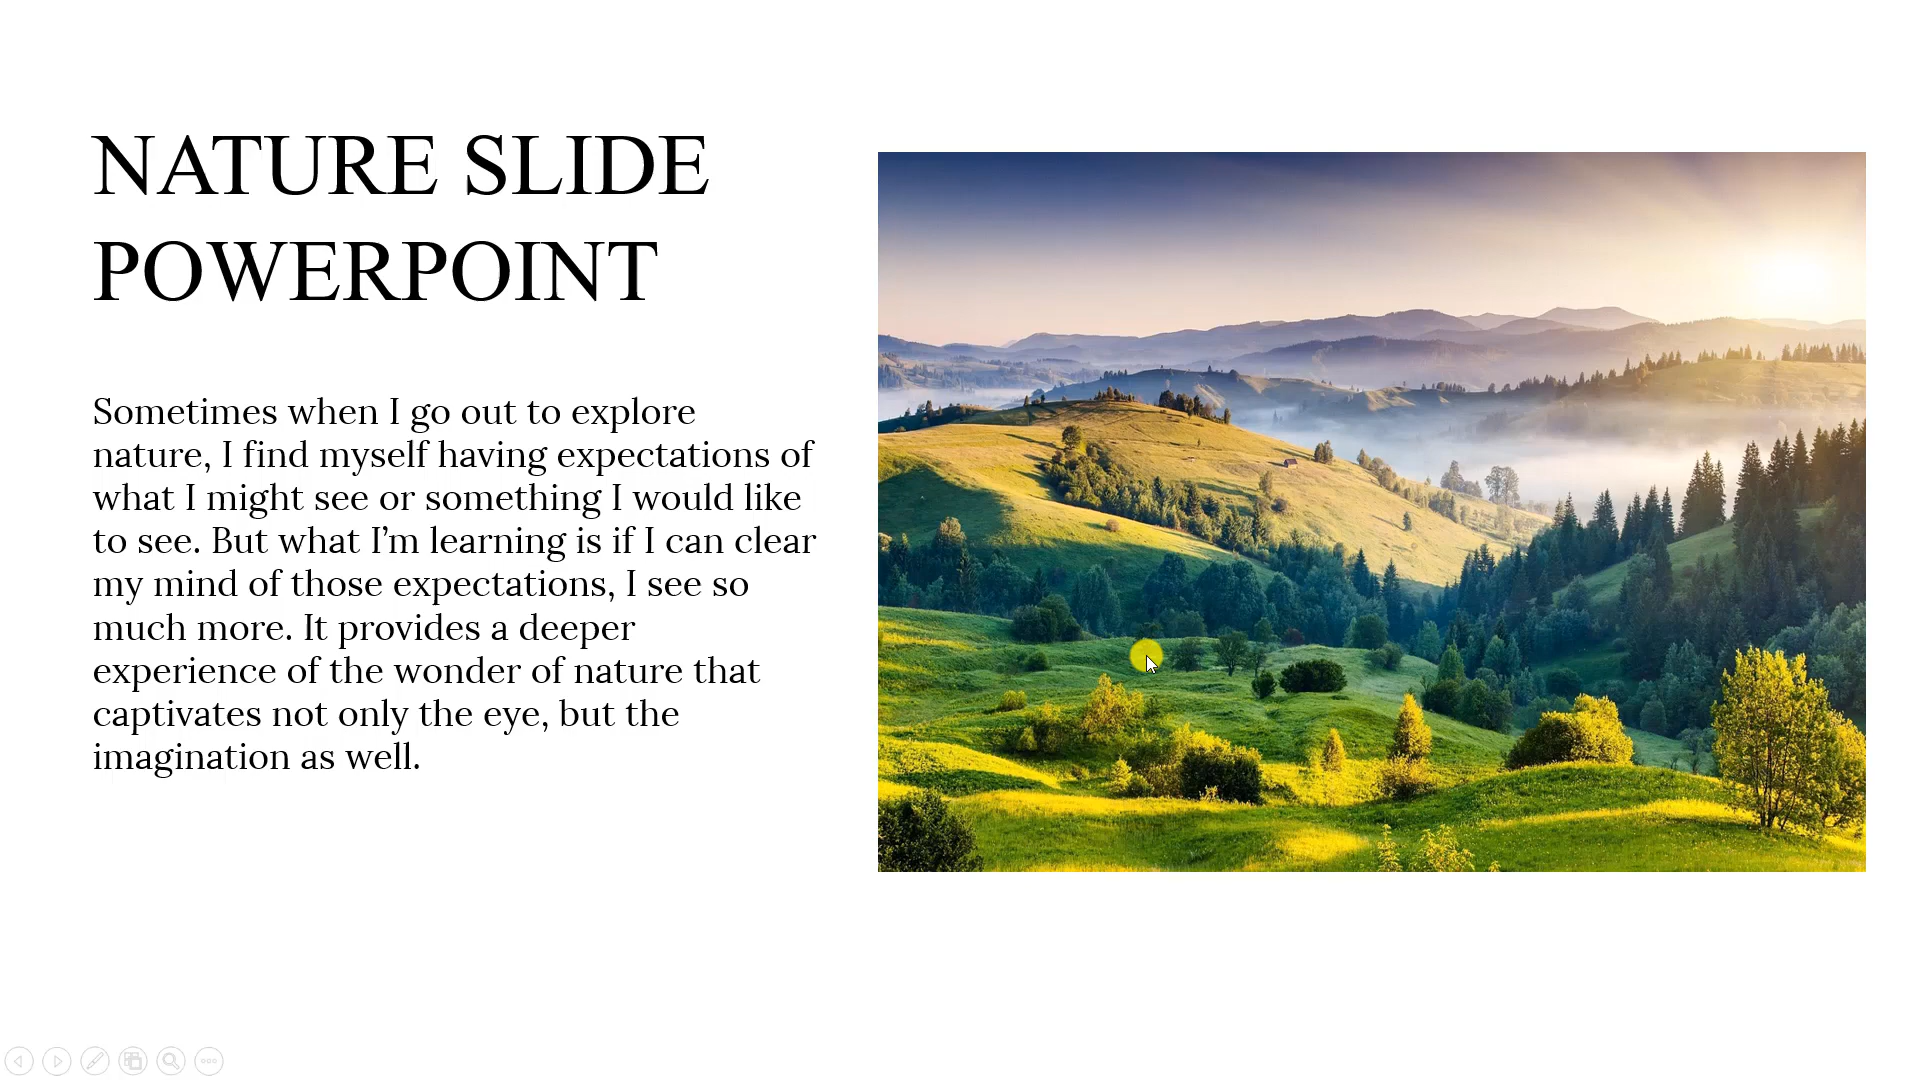 NATURE SLIDE
POWERPOINT
Sometimes when I go out to explore
nature, I find myself having expectations of
what I might see or something I would like
to see. But what I’m learning is if I can clear
my mind of those expectations, I see so
much more. It provides a deeper
experience of the wonder of nature that
captivates not only the eye, but the
imagination as well.